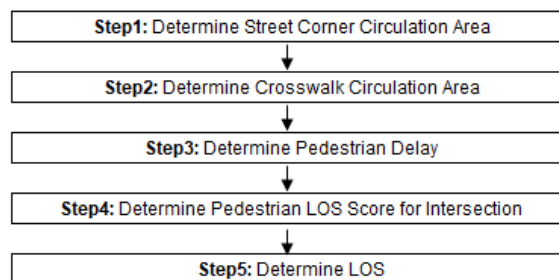 Step1: Determine Street Corner Circulation Area
Step2: Determine Crosswalk Circulation Area
Step3: Determine Pedestrian Delay
Step4: Determine Pedestrian LOS Score for Intersection
Step5: Determine LOS